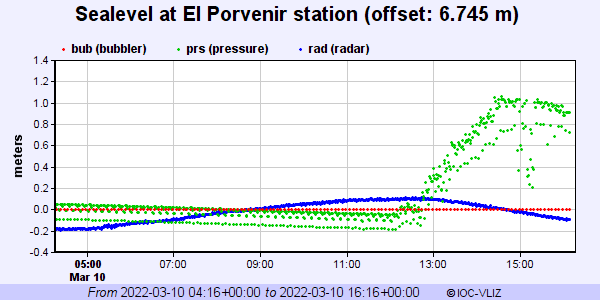 Sealevel at El Porvenir station (offset: 6.745 m)
bub (bubbler) prs (pressure) rad (radar)
meters
1.4
1.2
1.0
0.8
0.6
0.4
0.2
0.0
-0.2
-0.4
05:00 07:00 09:00 11:00 13:00 15:00
Mar 10
From 2022-03-10 04:16+00:00 to 2022-03-10 16:16+00:00 © IOC-VLIZ